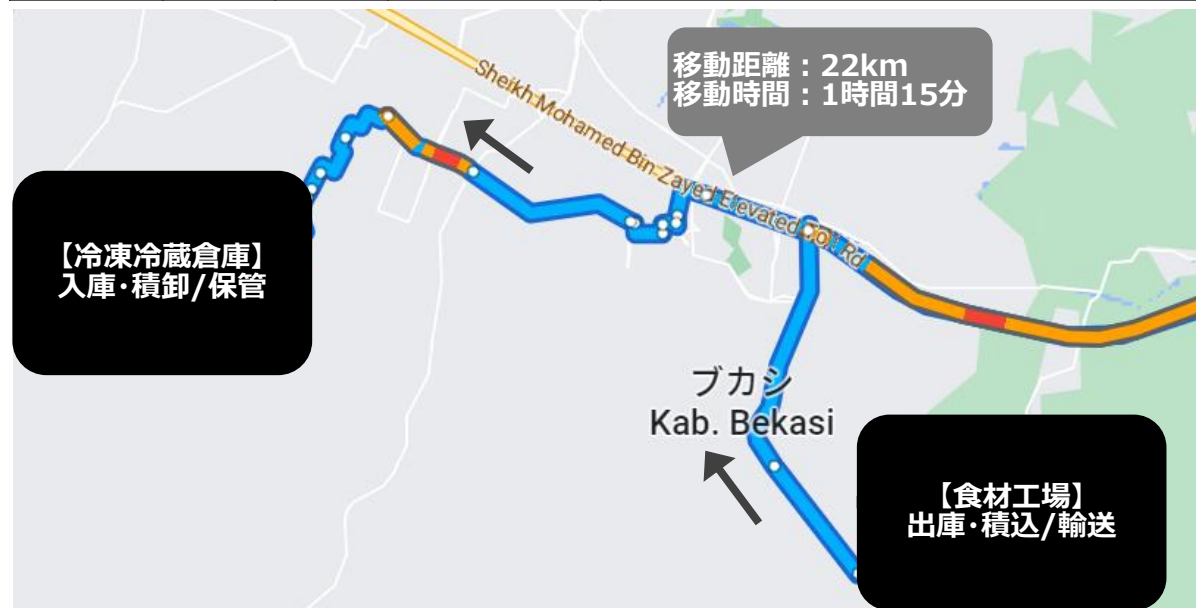 移動距離：22km
移動時間：1時間15分
Sheikh Mohamed Bin Zayed Elevated Toll Rd
【冷凍冷蔵倉庫】
入庫･積卸/保管
ブカシ
Kab. Bekasi
【食材工場】
出庫･積込/輸送